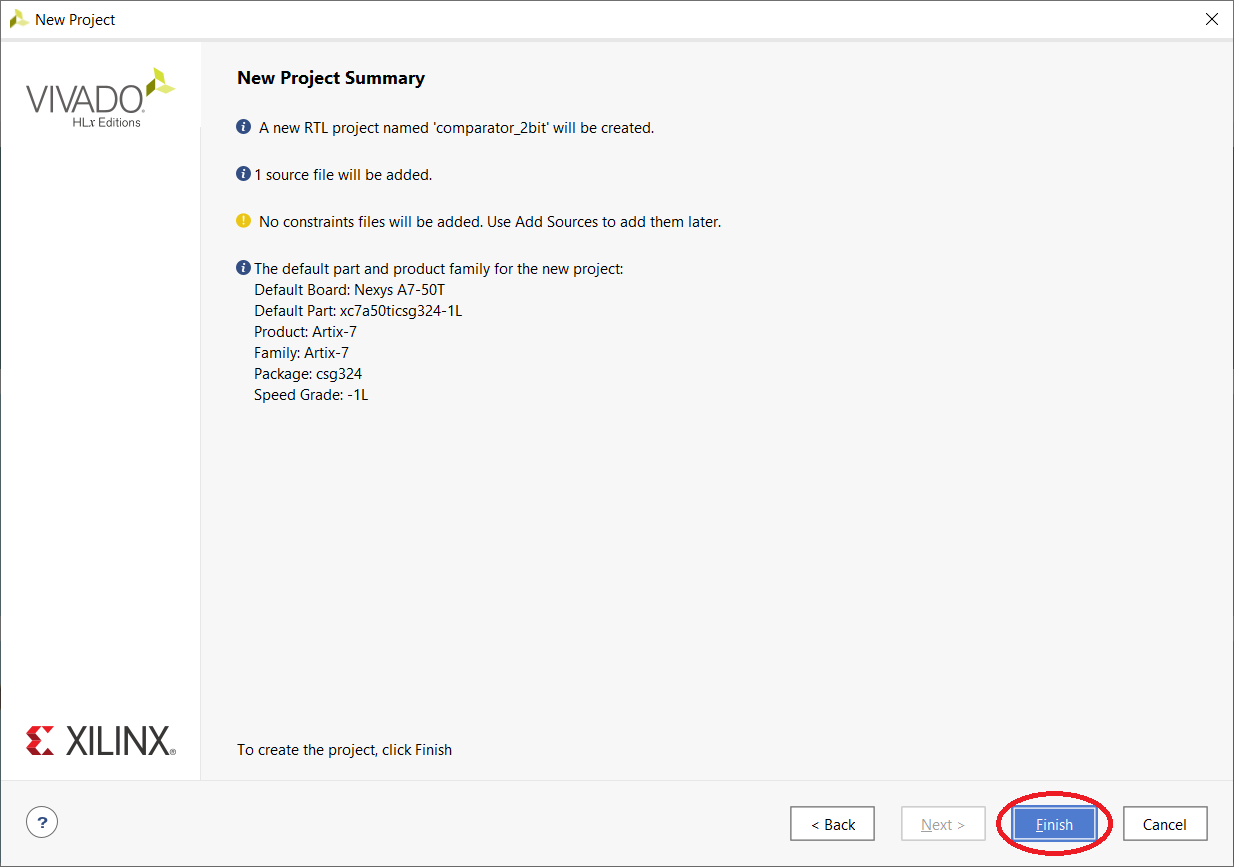 New Project
VIVADO
HLx Editions
New Project Summary
A new RTL project named 'comparator_2bit' will be created.
1 source file will be added.
No constraints files will be added. Use Add Sources to add them later.
The default part and product family for the new project:
Default Board: Nexys A7-50T
Default Part: xc7a50ticsg324-1L
Product: Artix-7
Family: Artix-7
Package: csg324
Speed Grade: -1L
XILINX®
To create the project, click Finish
?
< Back
Next >
Finish
Cancel